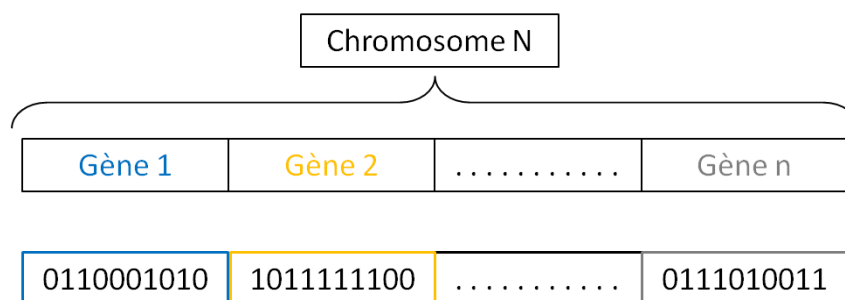 Chromosome N
Gène 1 Gène 2 . . . . . . . . . . . Gène n
0110001010 1011111100 . . . . . . . . . . . 0111010011